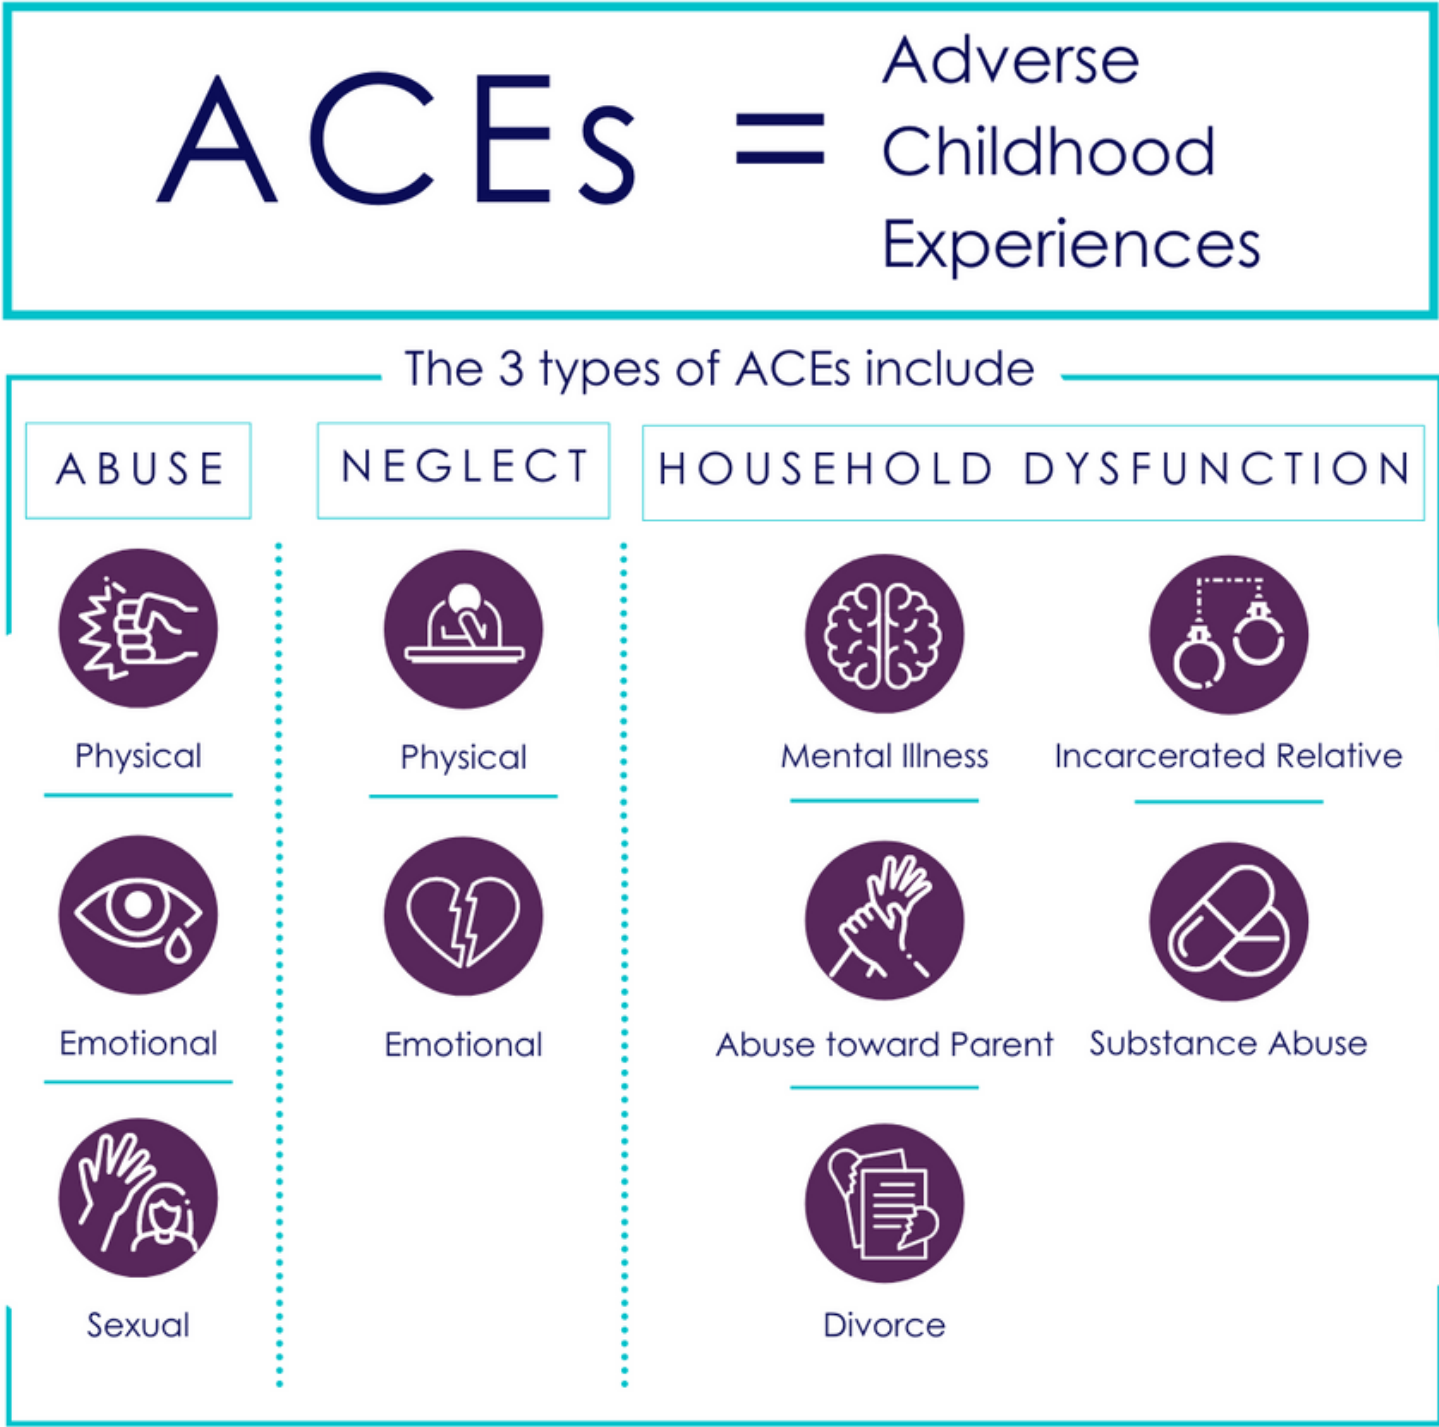 ACEs =
Adverse
Childhood
Experiences
The 3 types of ACEs include
ABUSE
Physical
Emotional
Sexual
NEGLECT
Physical
Emotional
HOUSEHOLD DYSFUNCTION
Mental Illness
Incarcerated Relative
Abuse toward Parent
Substance Abuse
Divorce